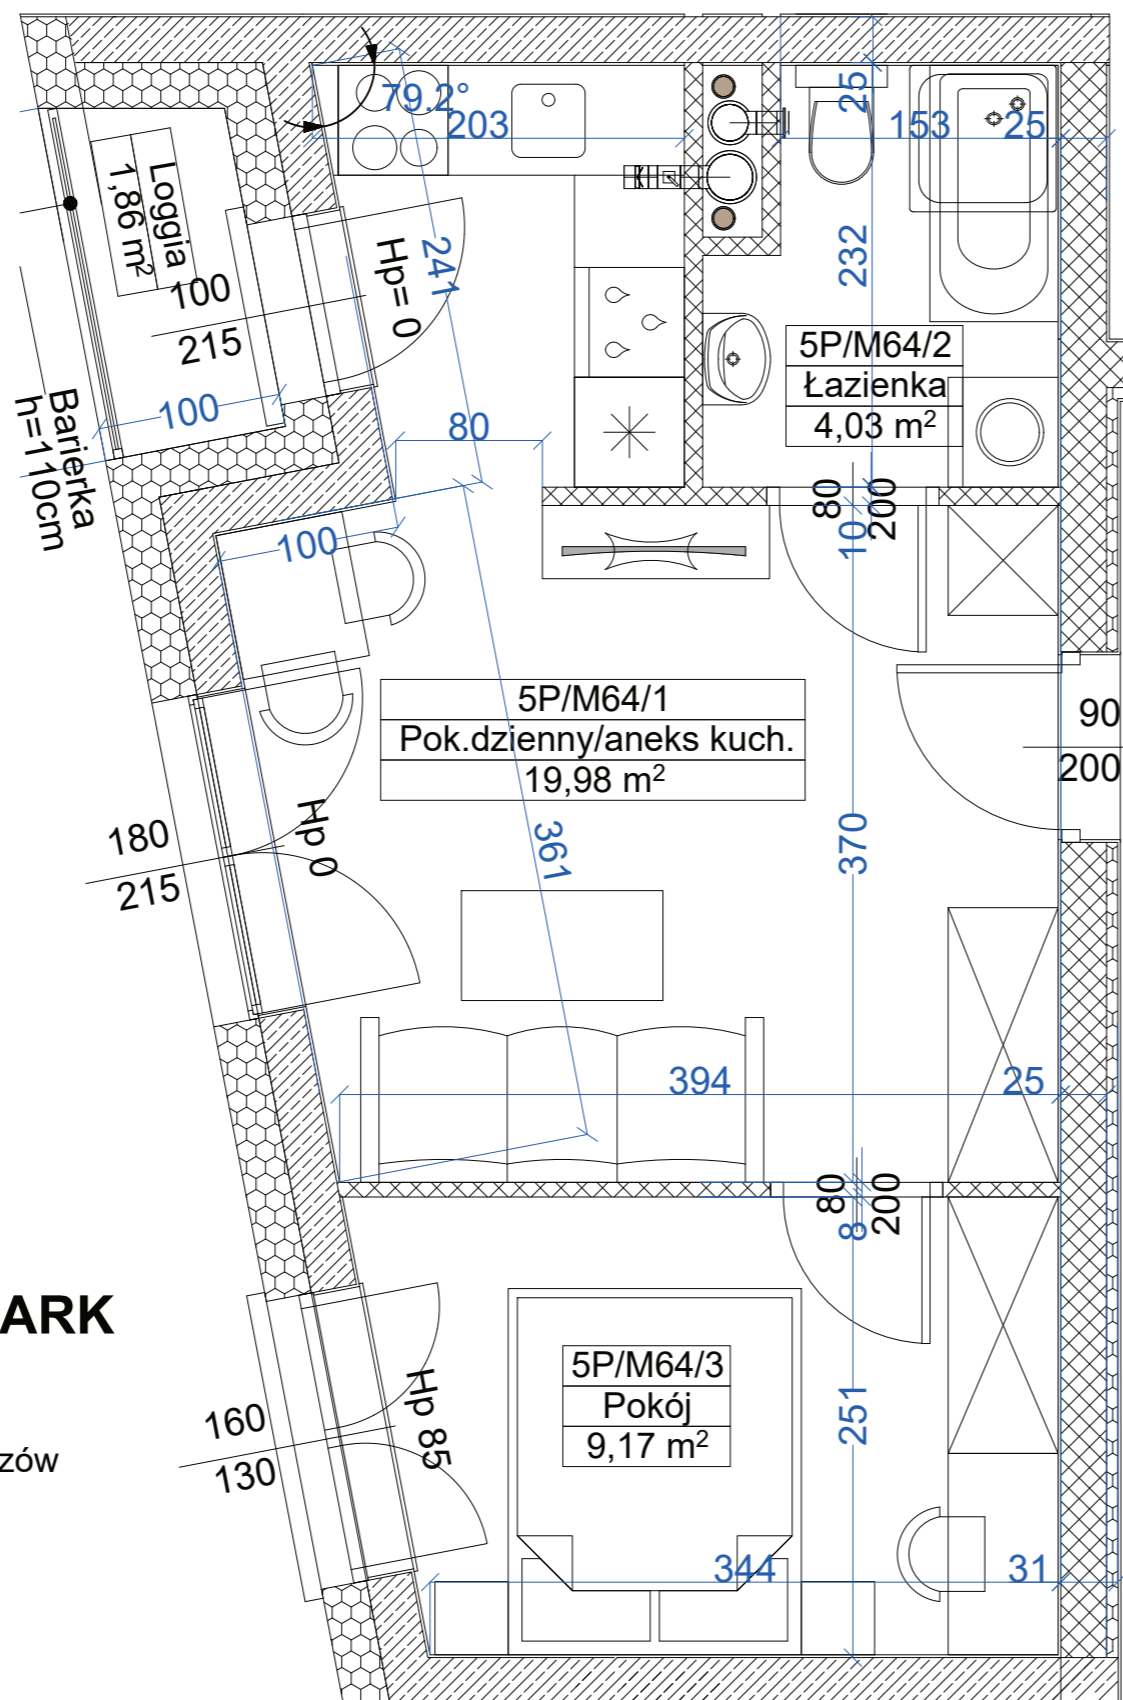 79.2°
203
25
153
25
Loggia
1,86 m²
241
Hp= 0
232
100
215
5P/M64/2
Łazienka
4,03 m²
100
80
Barierka
h=110cm
80
200
10
100
5P/M64/1
Pok.dzienny/aneks kuch.
19,98 m²
90
200
180
215
Hp 0
361
370
394
25
80
200
8
ARK
5P/M64/3
Pokój
9,17 m²
160
130
Hp 85
251
zów
344
31